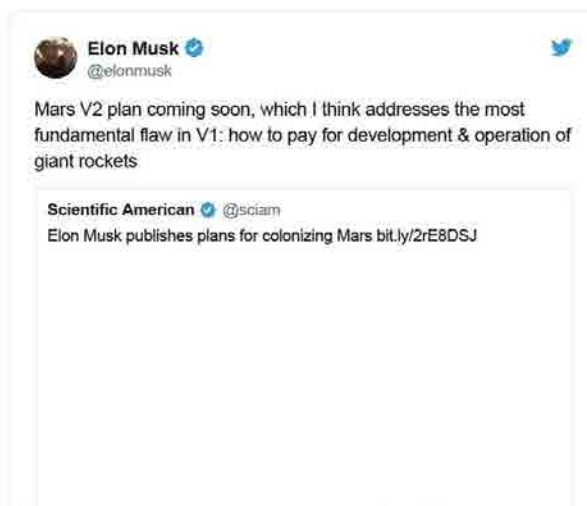 Elon Musk
@elonmusk
Mars V2 plan coming soon, which I think addresses the most
fundamental flaw in V1: how to pay for development & operation of
giant rockets
Scientific American @sciam
Elon Musk publishes plans for colonizing Mars bit.ly/2rE8DSJ